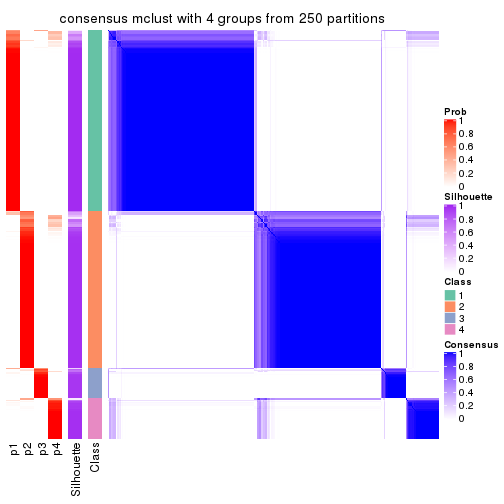 consensus mclust with 4 groups from 250 partitions
Prob
1
0.8
0.6
0.4
0.2
0
Silhouette
1
0.8
0.6
0.4
0.2
0
Class
1
2
3
4
Consensus
1
0.8
0.6
0.4
0.2
0
p1
p2
p3
p4
Silhouette
Class